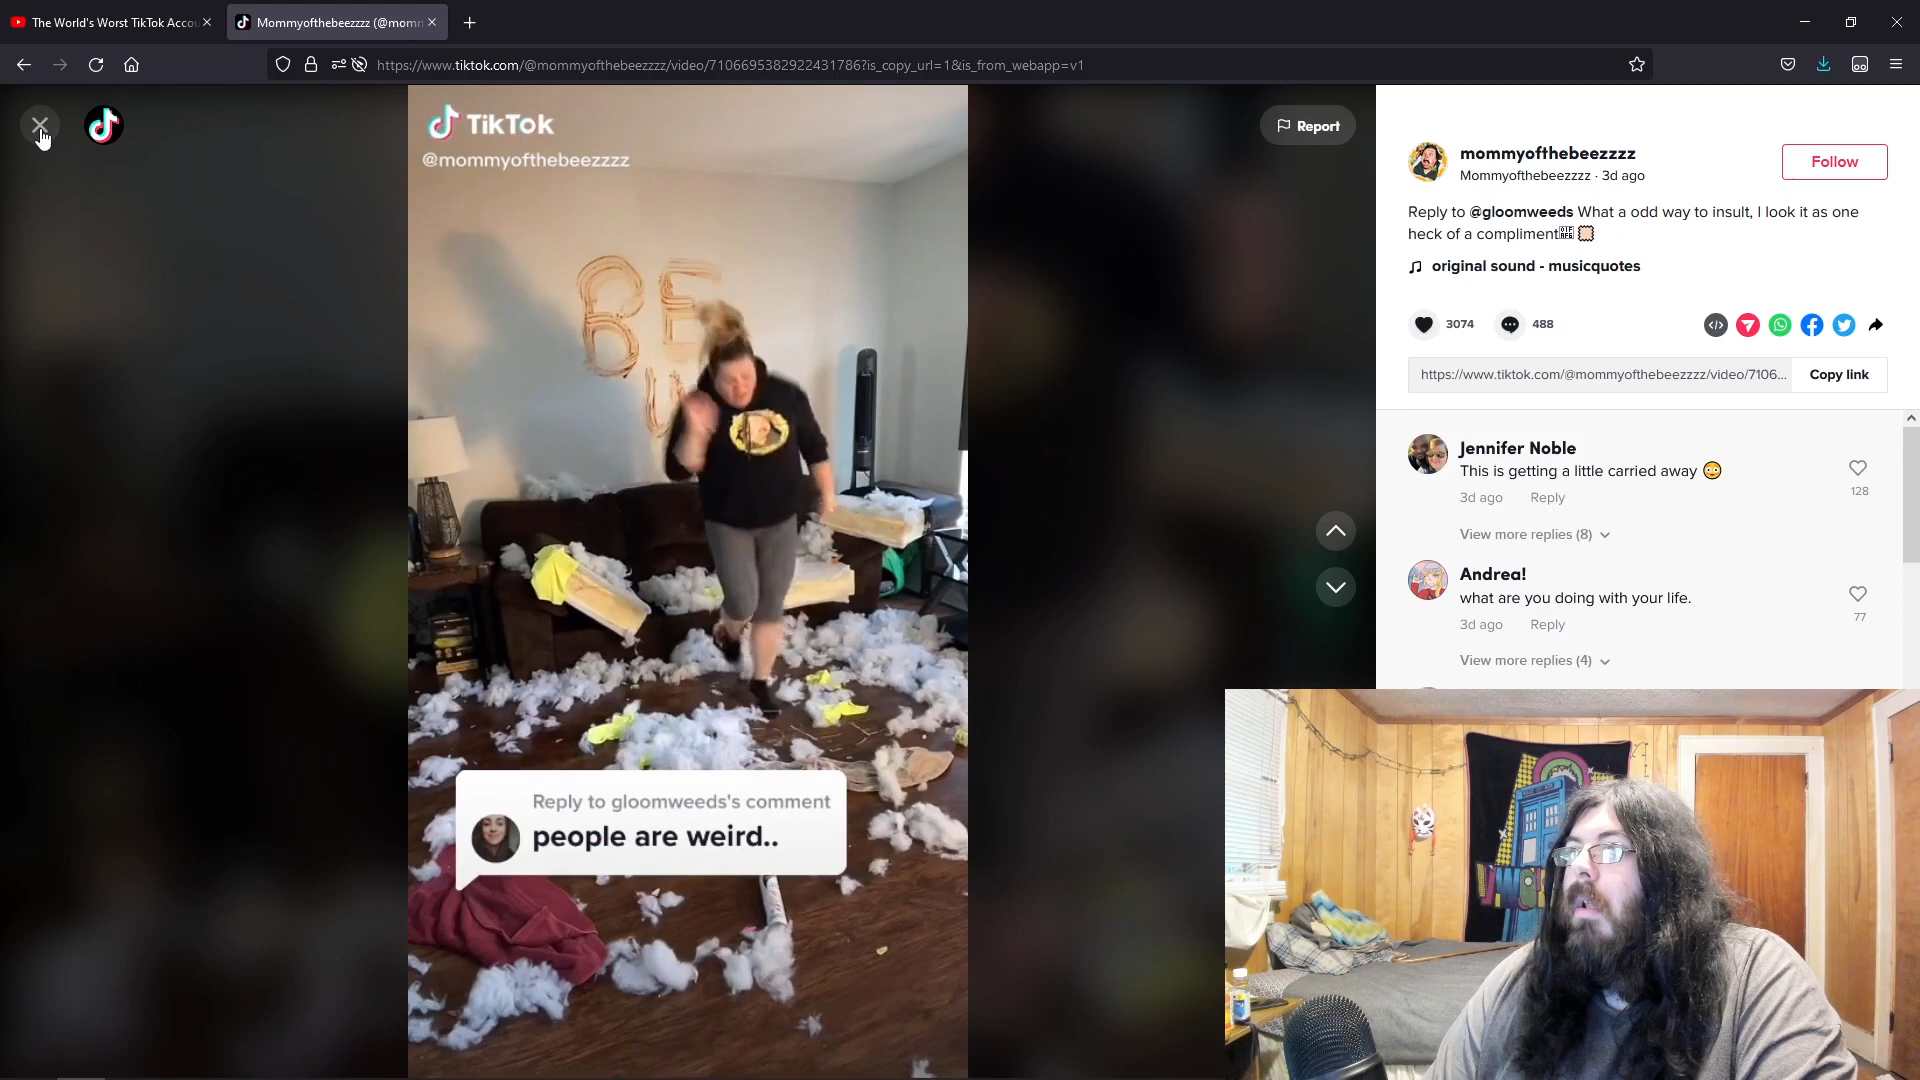 The World's Worst TikTok Accou
Mommyofthebeezzzz (@momm
https://www.tiktok.com/@mommyofthebeezzzz/video/7106695382922431786?is_copy_url=1&is_from_webapp=v1
TikTok
@mommyofthebeezzzz
Report
BE
mommyofthebeezzzz
Mommyofthebeezzzz · 3d ago
Follow
Reply to @gloomweeds What a odd way to insult, I look it as one
heck of a compliment
original sound - musicquotes
3074
488
https://www.tiktok.com/@mommyofthebeezzzz/video/7106...
Copy link
Jennifer Noble
This is getting a little carried away 😳
128
3d ago Reply
View more replies (8)
Andrea!
what are you doing with your life.
77
3d ago Reply
View more replies (4)
Reply to gloomweeds's comment
people are weird..